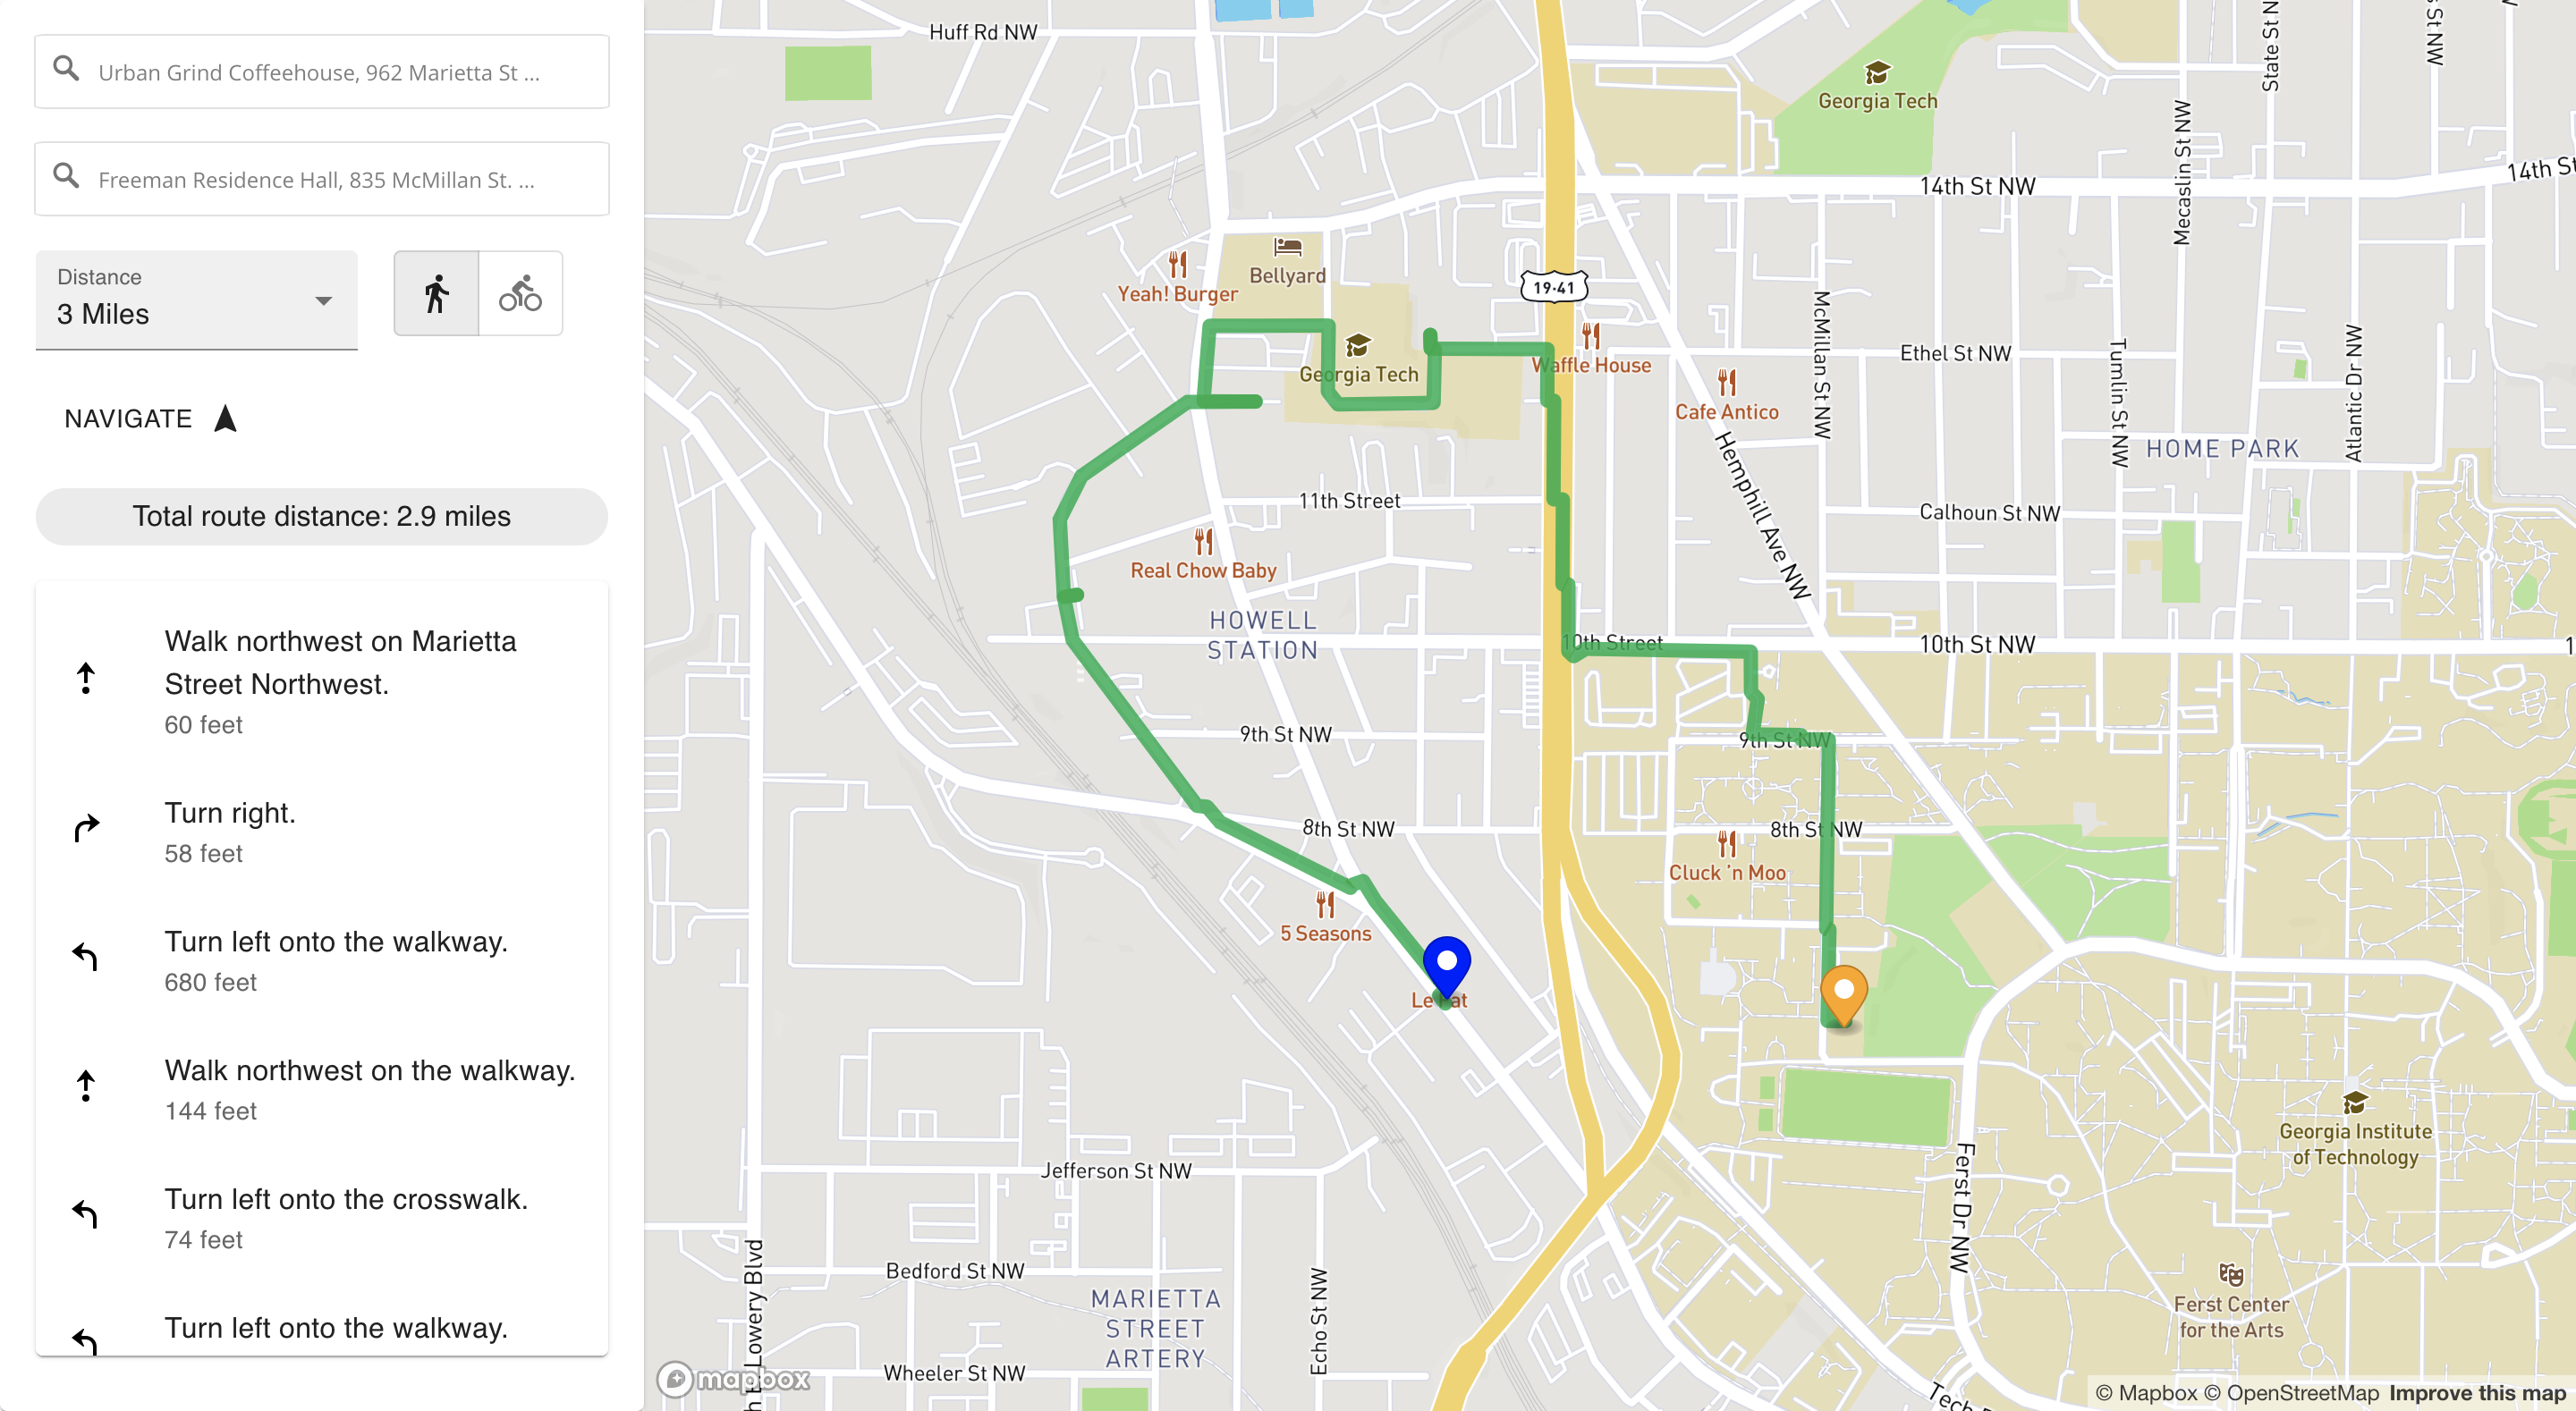 Urban Grind Coffeehouse, 962 Marietta St ...
Freeman Residence Hall, 835 McMillan St. ...
Distance
3 Miles
NAVIGATE
Total route distance: 2.9 miles
Walk northwest on Marietta
Street Northwest.
60 feet
Turn right.
58 feet
Turn left onto the walkway.
680 feet
Walk northwest on the walkway.
144 feet
Turn left onto the crosswalk.
74 feet
Turn left onto the walkway.
Huff Rd NW
Georgia Tech
State St N
St NW
Mecaslin St NW
14th St NW
14th St
Bellyard
Yeah! Burger
19·41
Waffle House
Georgia Tech
Cafe Antico
McMillan St NW
Ethel St NW
Tumlin St NW
Atlantic Dr NW
HOME PARK
Hemphill Ave NW
11th Street
Calhoun St NW
Real Chow Baby
HOWELL
STATION
10th Street
10th St NW
1
9th St NW
9th St NW
8th St NW
8th St NW
Cluck 'n Moo
5 Seasons
Le
at
Jefferson St NW
Georgia Institute
of Technology
Ferst Dr NW
Lowery Blvd
Bedford St NW
MARIETTA
STREET
ARTERY
Echo St NW
Ferst Center
for the Arts
Wheeler St NW
Tech
mapbox
© Mapbox © OpenStreetMap Improve this map